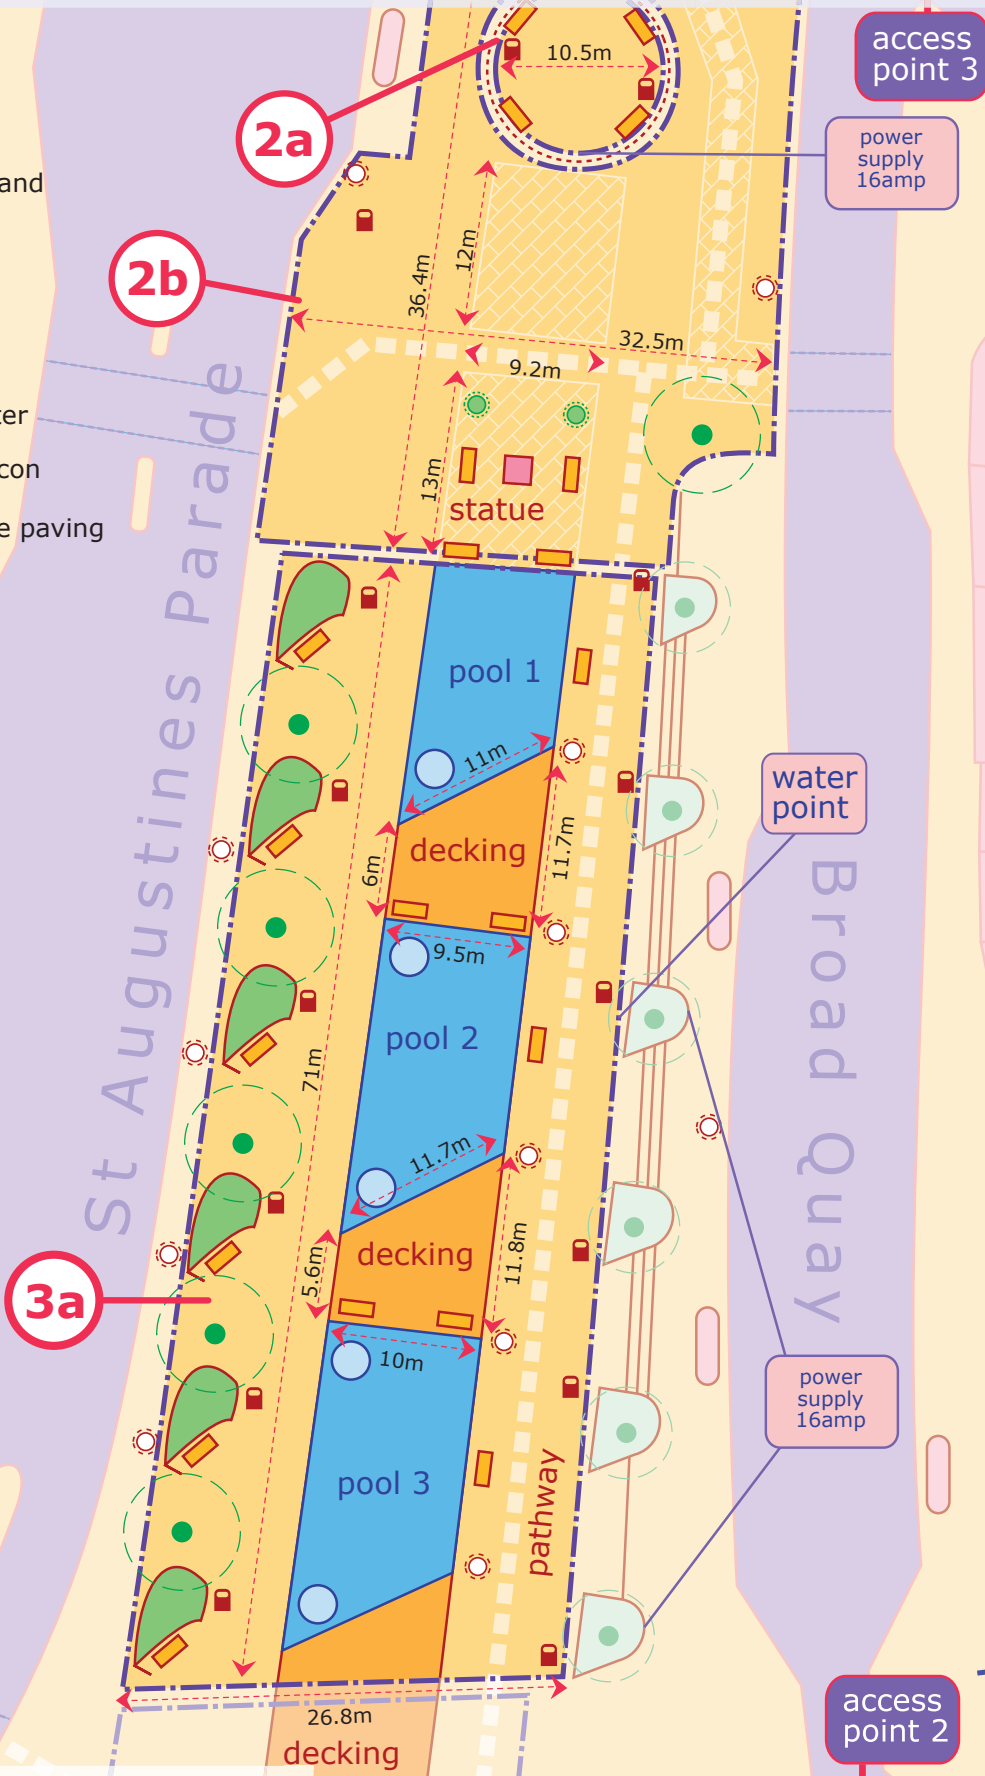 access
point 3
10.5m
2a
power
supply
16amp
and
12m
36.4m
2b
32.5m
9.2m
ter
con
e paving
13m
statue
St Augustines Parade
pool 1
11m
decking
11.7m
6m
water
point
9.5m
pool 2
Broad Quay
71m
11.7m
decking
11.8m
5.6m
3a
10m
power
supply
16amp
pool 3
pathway
26.8m
decking
access
point 2